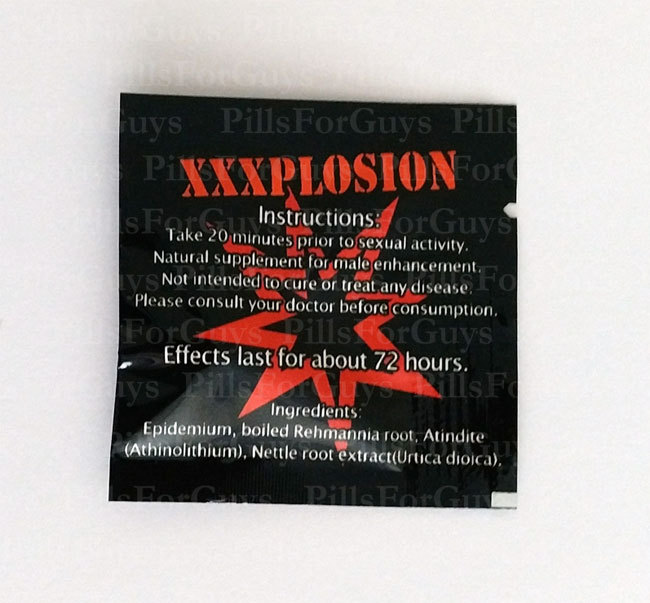 PillsForGuys PillsForGuys
XXXPLOSION
Instructions:
Take 20 minutes prior to sexual activity.
Natural supplement for male enhancement.
Not intended to cure or treat any disease.
*Please consult your doctor before consumption.
Effects last for about 72 hours.
Ingredients:
Epidemium, boiled Rehmannia root, Atindite
(Athinolithium), Nettle root extract(Urtica dioica).